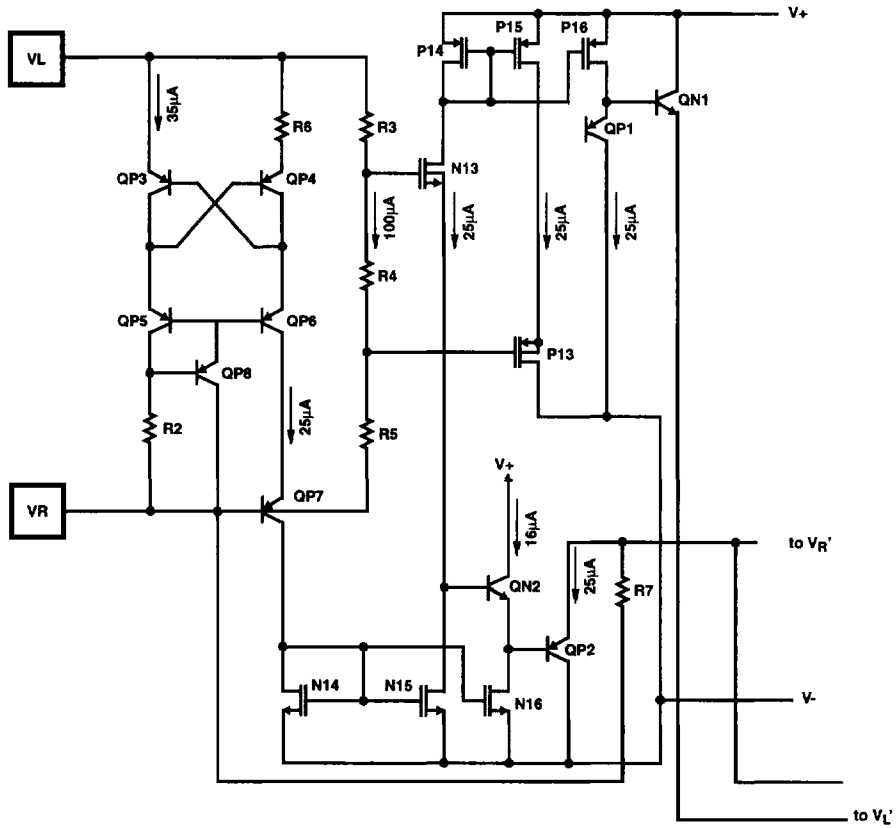 V+
P15
P14
P16
VL
35μA
R6
R3
QN1
QP1
N13
QP3
QP4
100μA
25μA
25μA
25μA
R4
QP5
QP6
P13
QP8
R2
25μA
R5
V+
VR
QP7
16μA
to VR'
25μA
R7
QN2
QP2
N14
N15
N16
V-
to VL'